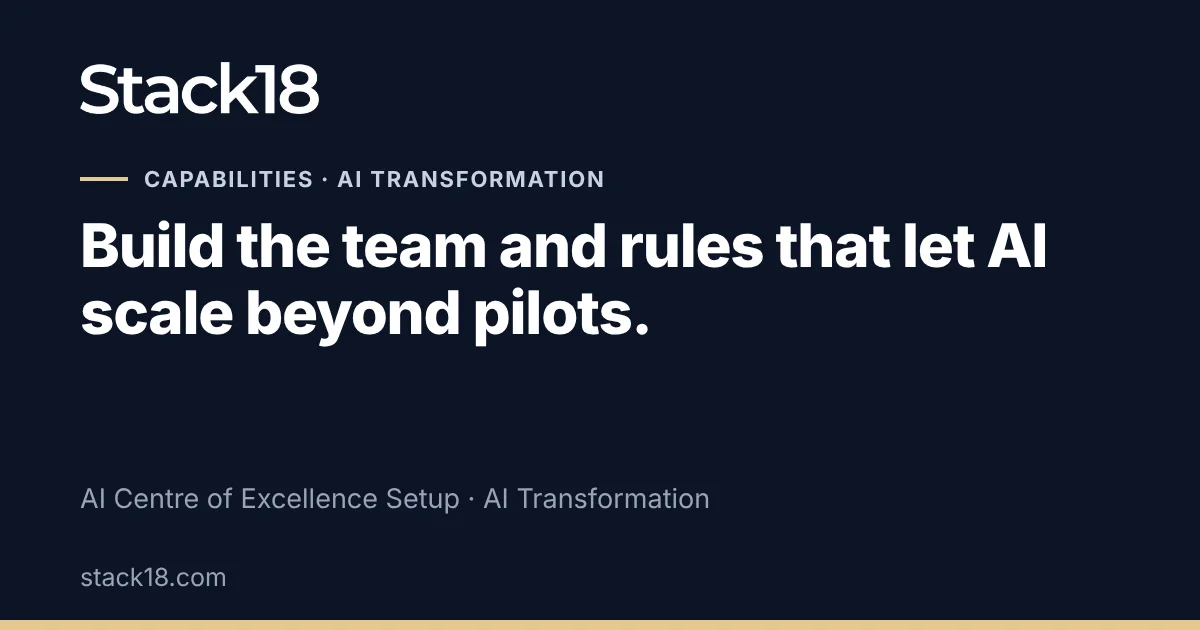 Stack18
CAPABILITIES · AI TRANSFORMATION
Build the team and rules that let AI
scale beyond pilots.
AI Centre of Excellence Setup · AI Transformation
stack18.com